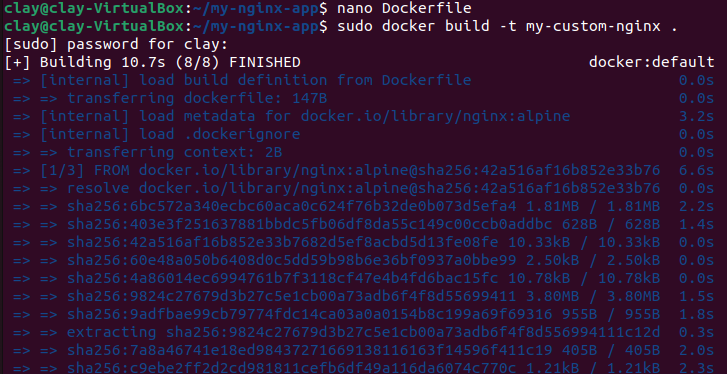 clay@clay-VirtualBox:~/my-nginx-app$ nano Dockerfile
clay@clay-VirtualBox:~/my-nginx-app$ sudo docker build -t my-custom-nginx .
[sudo] password for clay:
[+] Building 10.7s (8/8) FINISHED docker:default
=> [internal] load build definition from Dockerfile 0.0s
=> => transferring dockerfile: 147B 0.0s
=> [internal] load metadata for docker.io/library/nginx:alpine 3.2s
=> [internal] load .dockerignore 0.0s
=> => transferring context: 2B 0.0s
=> [1/3] FROM docker.io/library/nginx:alpine@sha256:42a516af16b852e33b76 6.6s
=> => resolve docker.io/library/nginx:alpine@sha256:42a516af16b852e33b76 0.0s
=> => sha256:6bc572a340ecbc60aca0c624f76b32de0b073d5efa4 1.81MB / 1.81MB 2.2s
=> => sha256:403e3f251637881bbdc5fb06df8da55c149c00ccb0addbc 628B / 628B 1.4s
=> => sha256:42a516af16b852e33b7682d5ef8acbd5d13fe08fe 10.33kB / 10.33kB 0.0s
=> => sha256:60e48a050b6408d0c5dd59b98b6e36bf0937a0bbe99 2.50kB / 2.50kB 0.0s
=> => sha256:4a86014ec6994761b7f3118cf47e4b4fd6bac15fc 10.78kB / 10.78kB 0.0s
=> => sha256:9824c27679d3b27c5e1cb00a73adb6f4f8d55699411 3.80MB / 3.80MB 1.5s
=> => sha256:9adfbae99cb79774fdc14ca03a0a0154b8c199a69f69316 955B / 955B 1.8s
=> => extracting sha256:9824c27679d3b27c5e1cb00a73adb6f4f8d556994111c12d 0.3s
=> => sha256:7a8a46741e18ed98437271669138116163f14596f411c19 405B / 405B 2.0s
=> => sha256:c9ebe2ff2d2cd981811cefb6df49a116da6074c770c 1.21kB / 1.21kB 2.3s